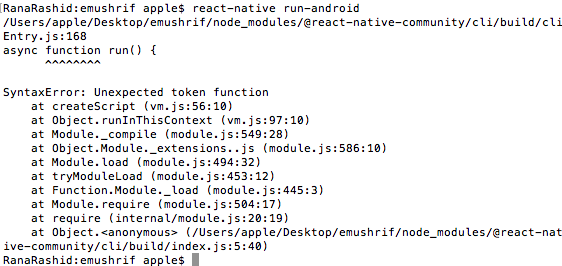 [RanaRashid:emushrif apple$ react-native run-android
/Users/apple/Desktop/emushrif/node_modules/@react-native-community/cli/build/cli
Entry.js:168
async function run() {
      ^^^^^^^^

SyntaxError: Unexpected token function
    at createScript (vm.js:56:10)
    at Object.runInThisContext (vm.js:97:10)
    at Module._compile (module.js:549:28)
    at Object.Module._extensions..js (module.js:586:10)
    at Module.load (module.js:494:32)
    at tryModuleLoad (module.js:453:12)
    at Function.Module._load (module.js:445:3)
    at Module.require (module.js:504:17)
    at require (internal/module.js:20:19)
    at Object.<anonymous> (/Users/apple/Desktop/emushrif/node_modules/@react-nat
ive-community/cli/build/index.js:5:40)
RanaRashid:emushrif apple$